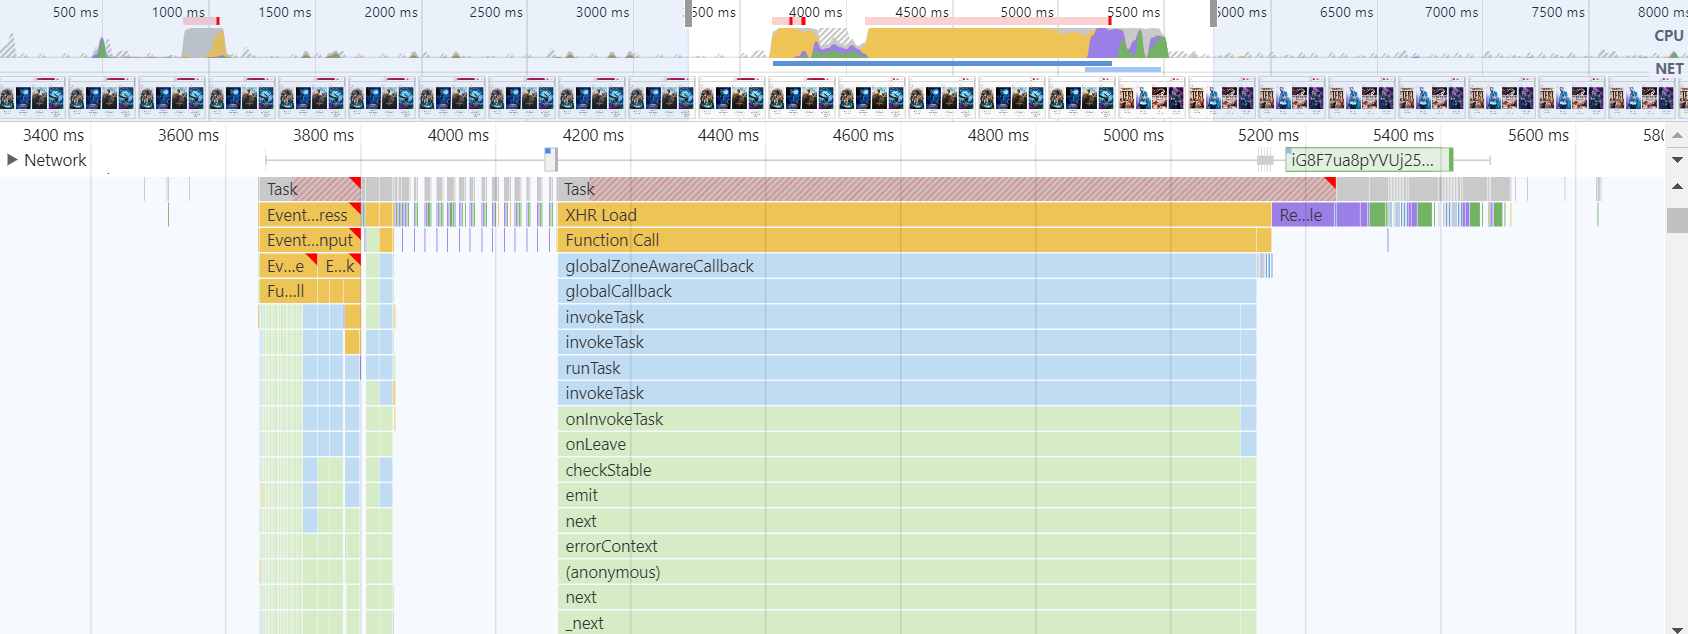 500 ms 1000 ms 1500 ms 2000 ms 2500 ms 3000 ms 500 ms 4000 ms 4500 ms 5000 ms 5500 ms 6000 ms 6500 ms 7000 ms 7500 ms 8000 ms
CPU
NET
3400 ms 3600 ms 3800 ms 4000 ms 4200 ms 4400 ms 4600 ms 4800 ms 5000 ms 5200 ms 5400 ms 5600 ms 580
Network iG8F7ua8pYVUj25...
Task Task
Event...ress XHR Load Re...le
Event...nput Function Call
Ev...e E...k globalZoneAwareCallback
Fu...ll globalCallback
invokeTask
invokeTask
runTask
invokeTask
onInvokeTask
onLeave
checkStable
emit
next
errorContext
(anonymous)
next
_next